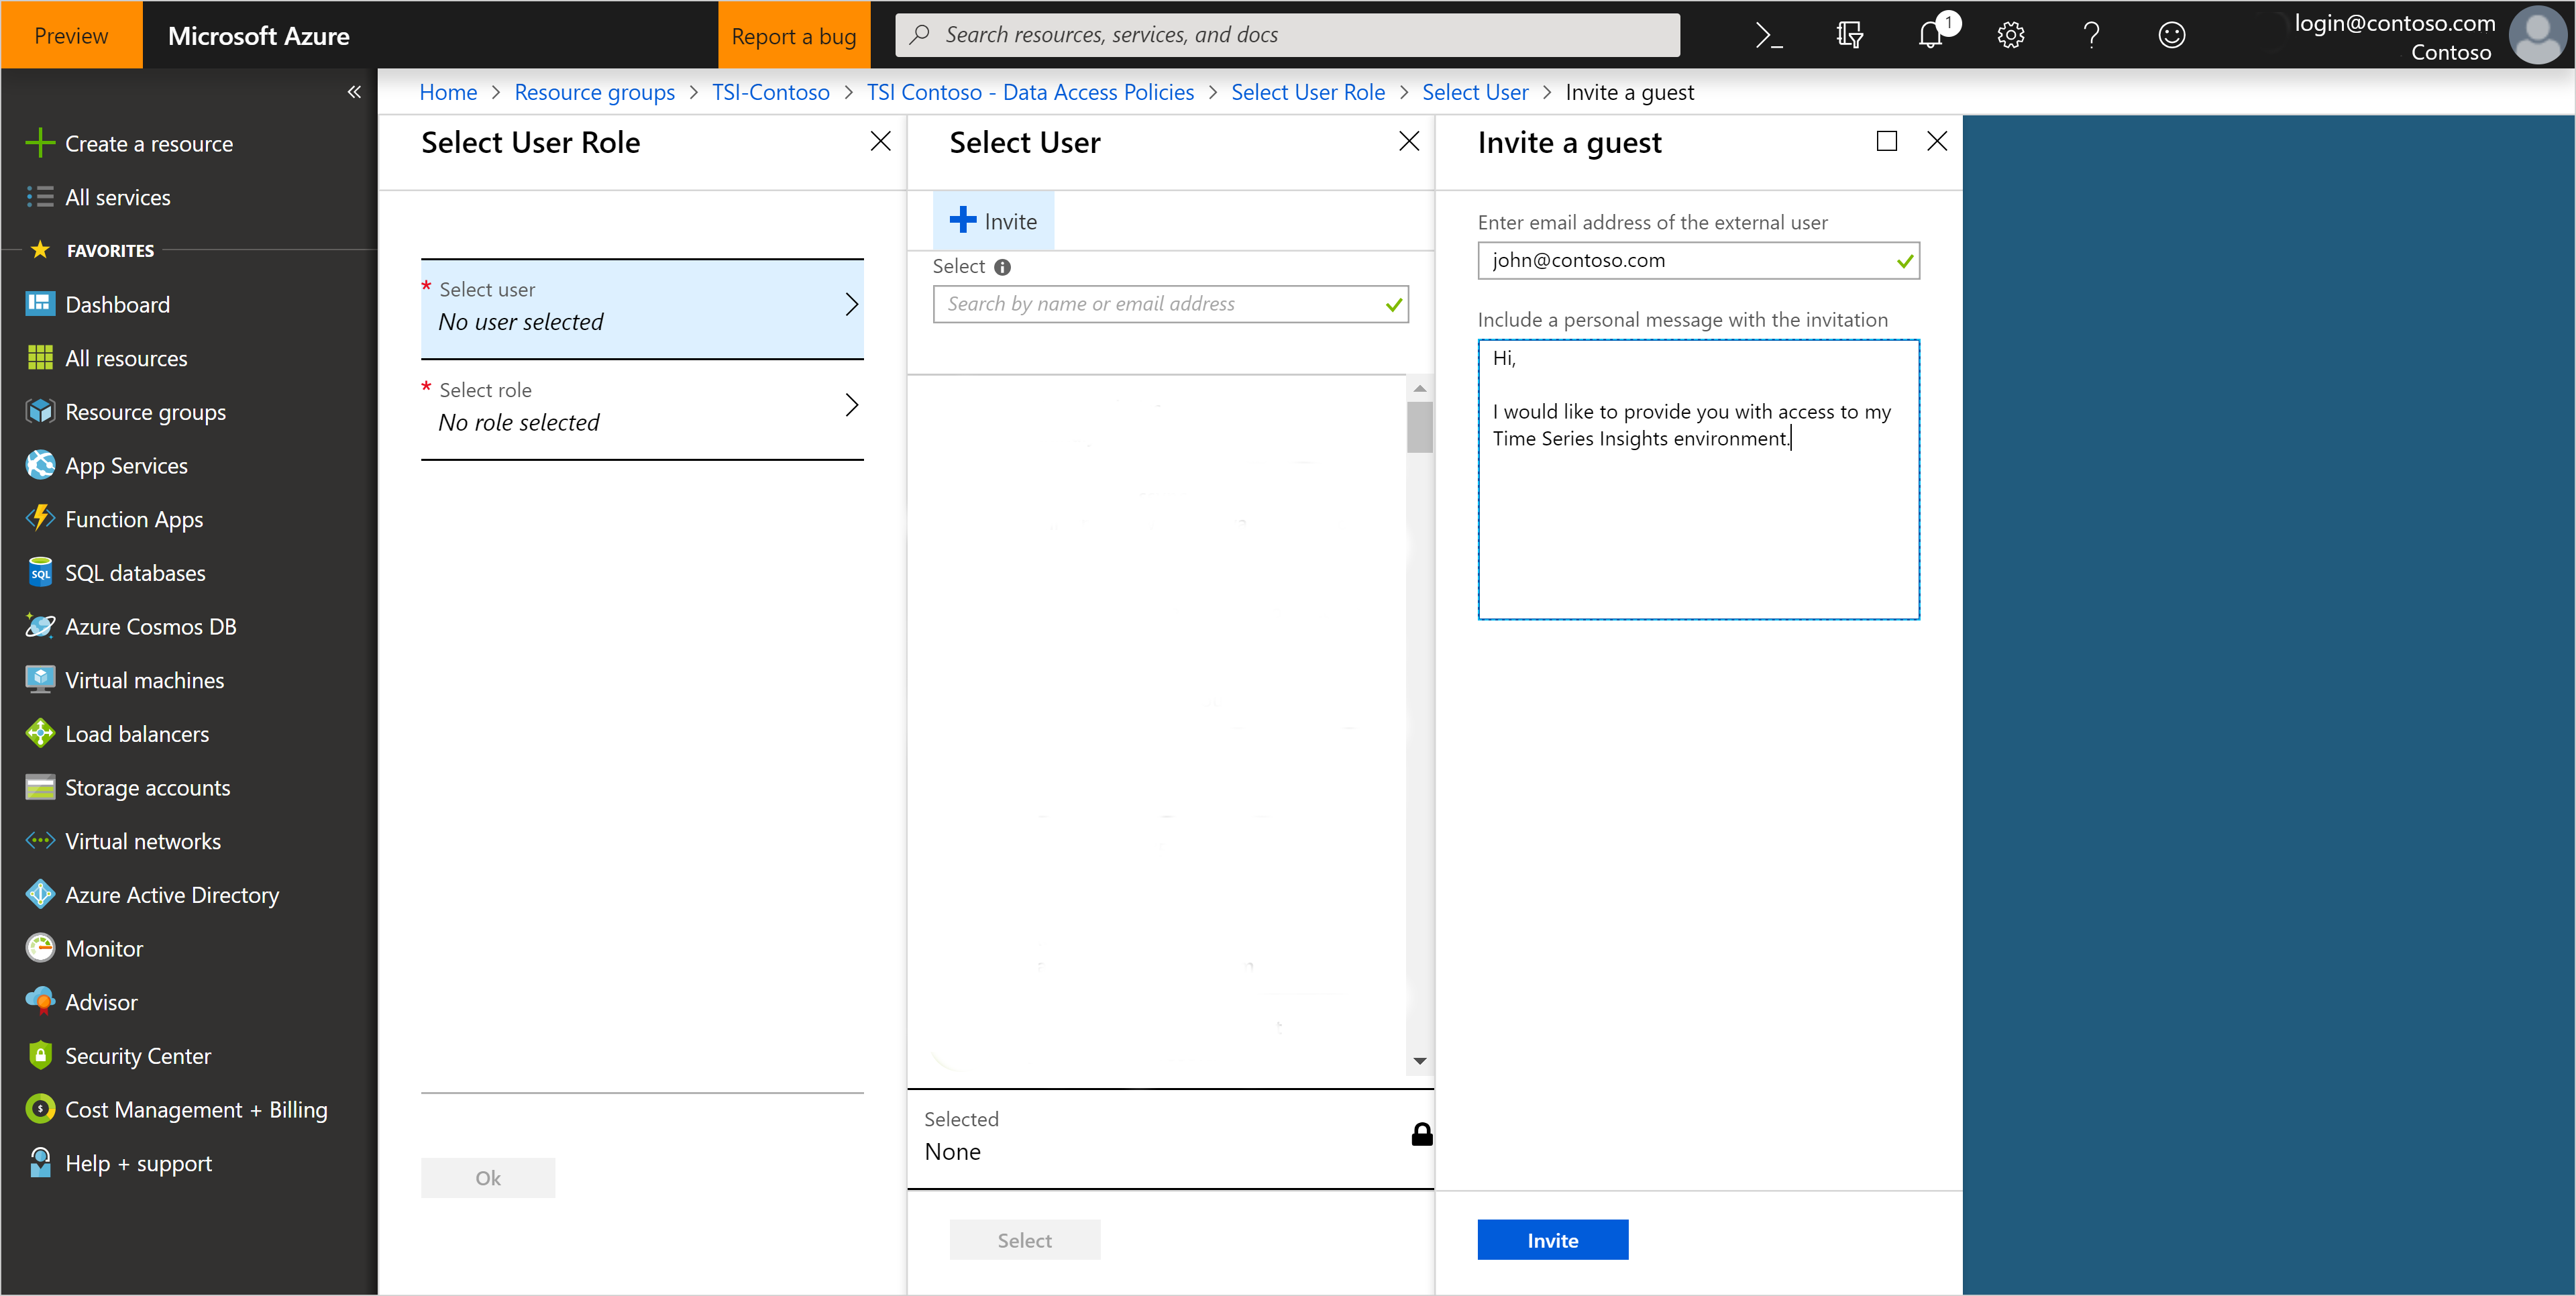 Preview
Microsoft Azure
Report a bug
Search resources, services, and docs
1
login@contoso.com
Contoso
Home > Resource groups > TSI-Contoso > TSI Contoso - Data Access Policies > Select User Role > Select User > Invite a guest
Create a resource
All services
FAVORITES
Dashboard
All resources
Resource groups
App Services
Function Apps
SQL
SQL databases
Azure Cosmos DB
Virtual machines
Load balancers
Storage accounts
Virtual networks
Azure Active Directory
Monitor
Advisor
Security Center
Cost Management + Billing
Help + support
Select User Role
* Select user
No user selected
* Select role
No role selected
Ok
Select User
Invite
Select
Search by name or email address
Selected
None
Select
Invite a guest
Enter email address of the external user
john@contoso.com
Include a personal message with the invitation
Hi,
I would like to provide you with access to my
Time Series Insights environment.
Invite